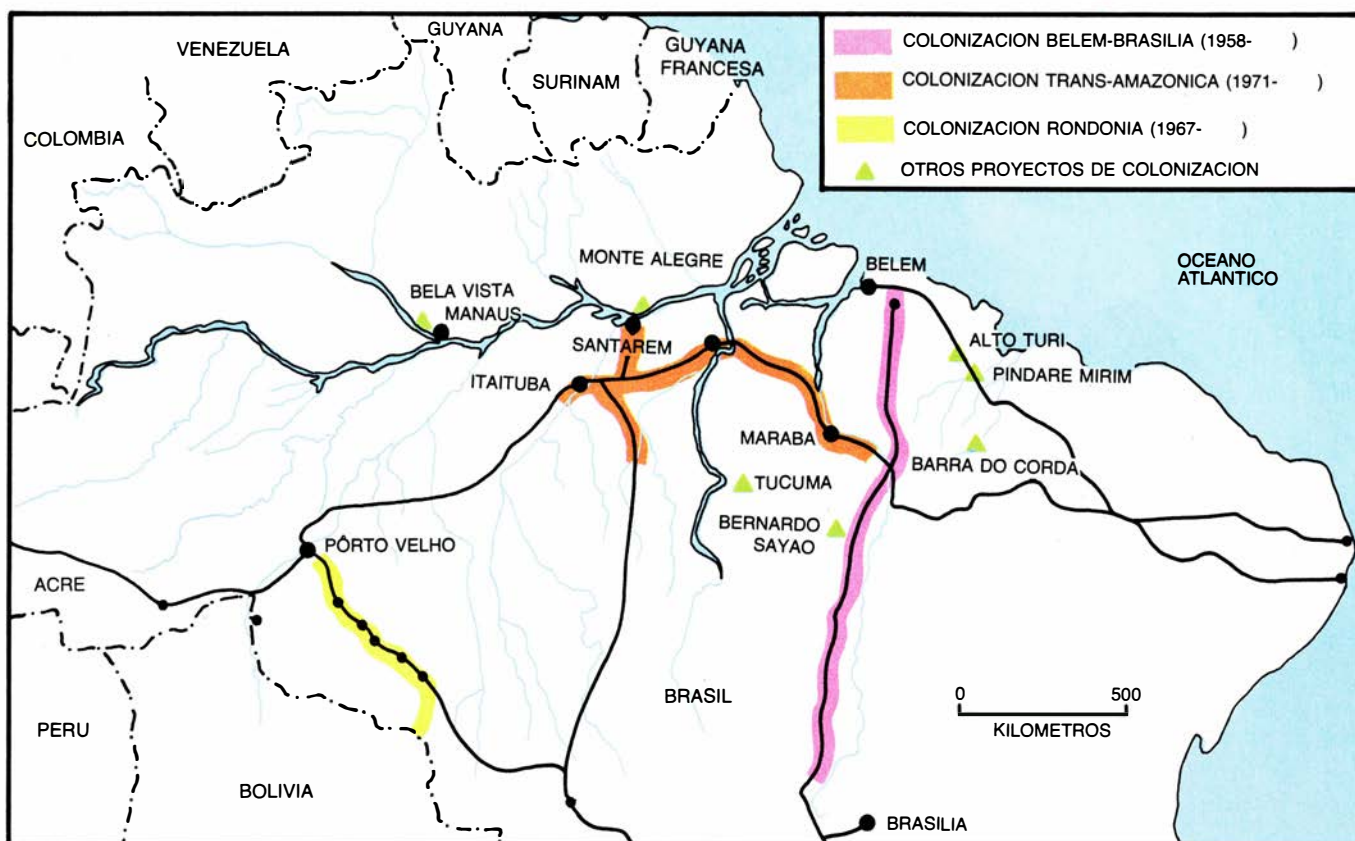 VENEZUELA
GUYANA
GUYANA
FRANCESA
SURINAM
COLOMBIA
COLONIZACION BELEM-BRASILIA (1958-      )
COLONIZACION TRANS-AMAZONICA (1971-      )
COLONIZACION RONDONIA (1967-      )
OTROS PROYECTOS DE COLONIZACION
OCEANO
ATLANTICO
MONTE ALEGRE
BELEM
BELA VISTA
MANAUS
SANTAREM
ITAITUBA
ALTO TURI
PINDARE MIRIM
MARABA
BARRA DO CORDA
TUCUMA
BERNARDO
SAYAO
PÔRTO VELHO
ACRE
PERU
BOLIVIA
BRASIL
0 500
KILOMETROS
BRASILIA